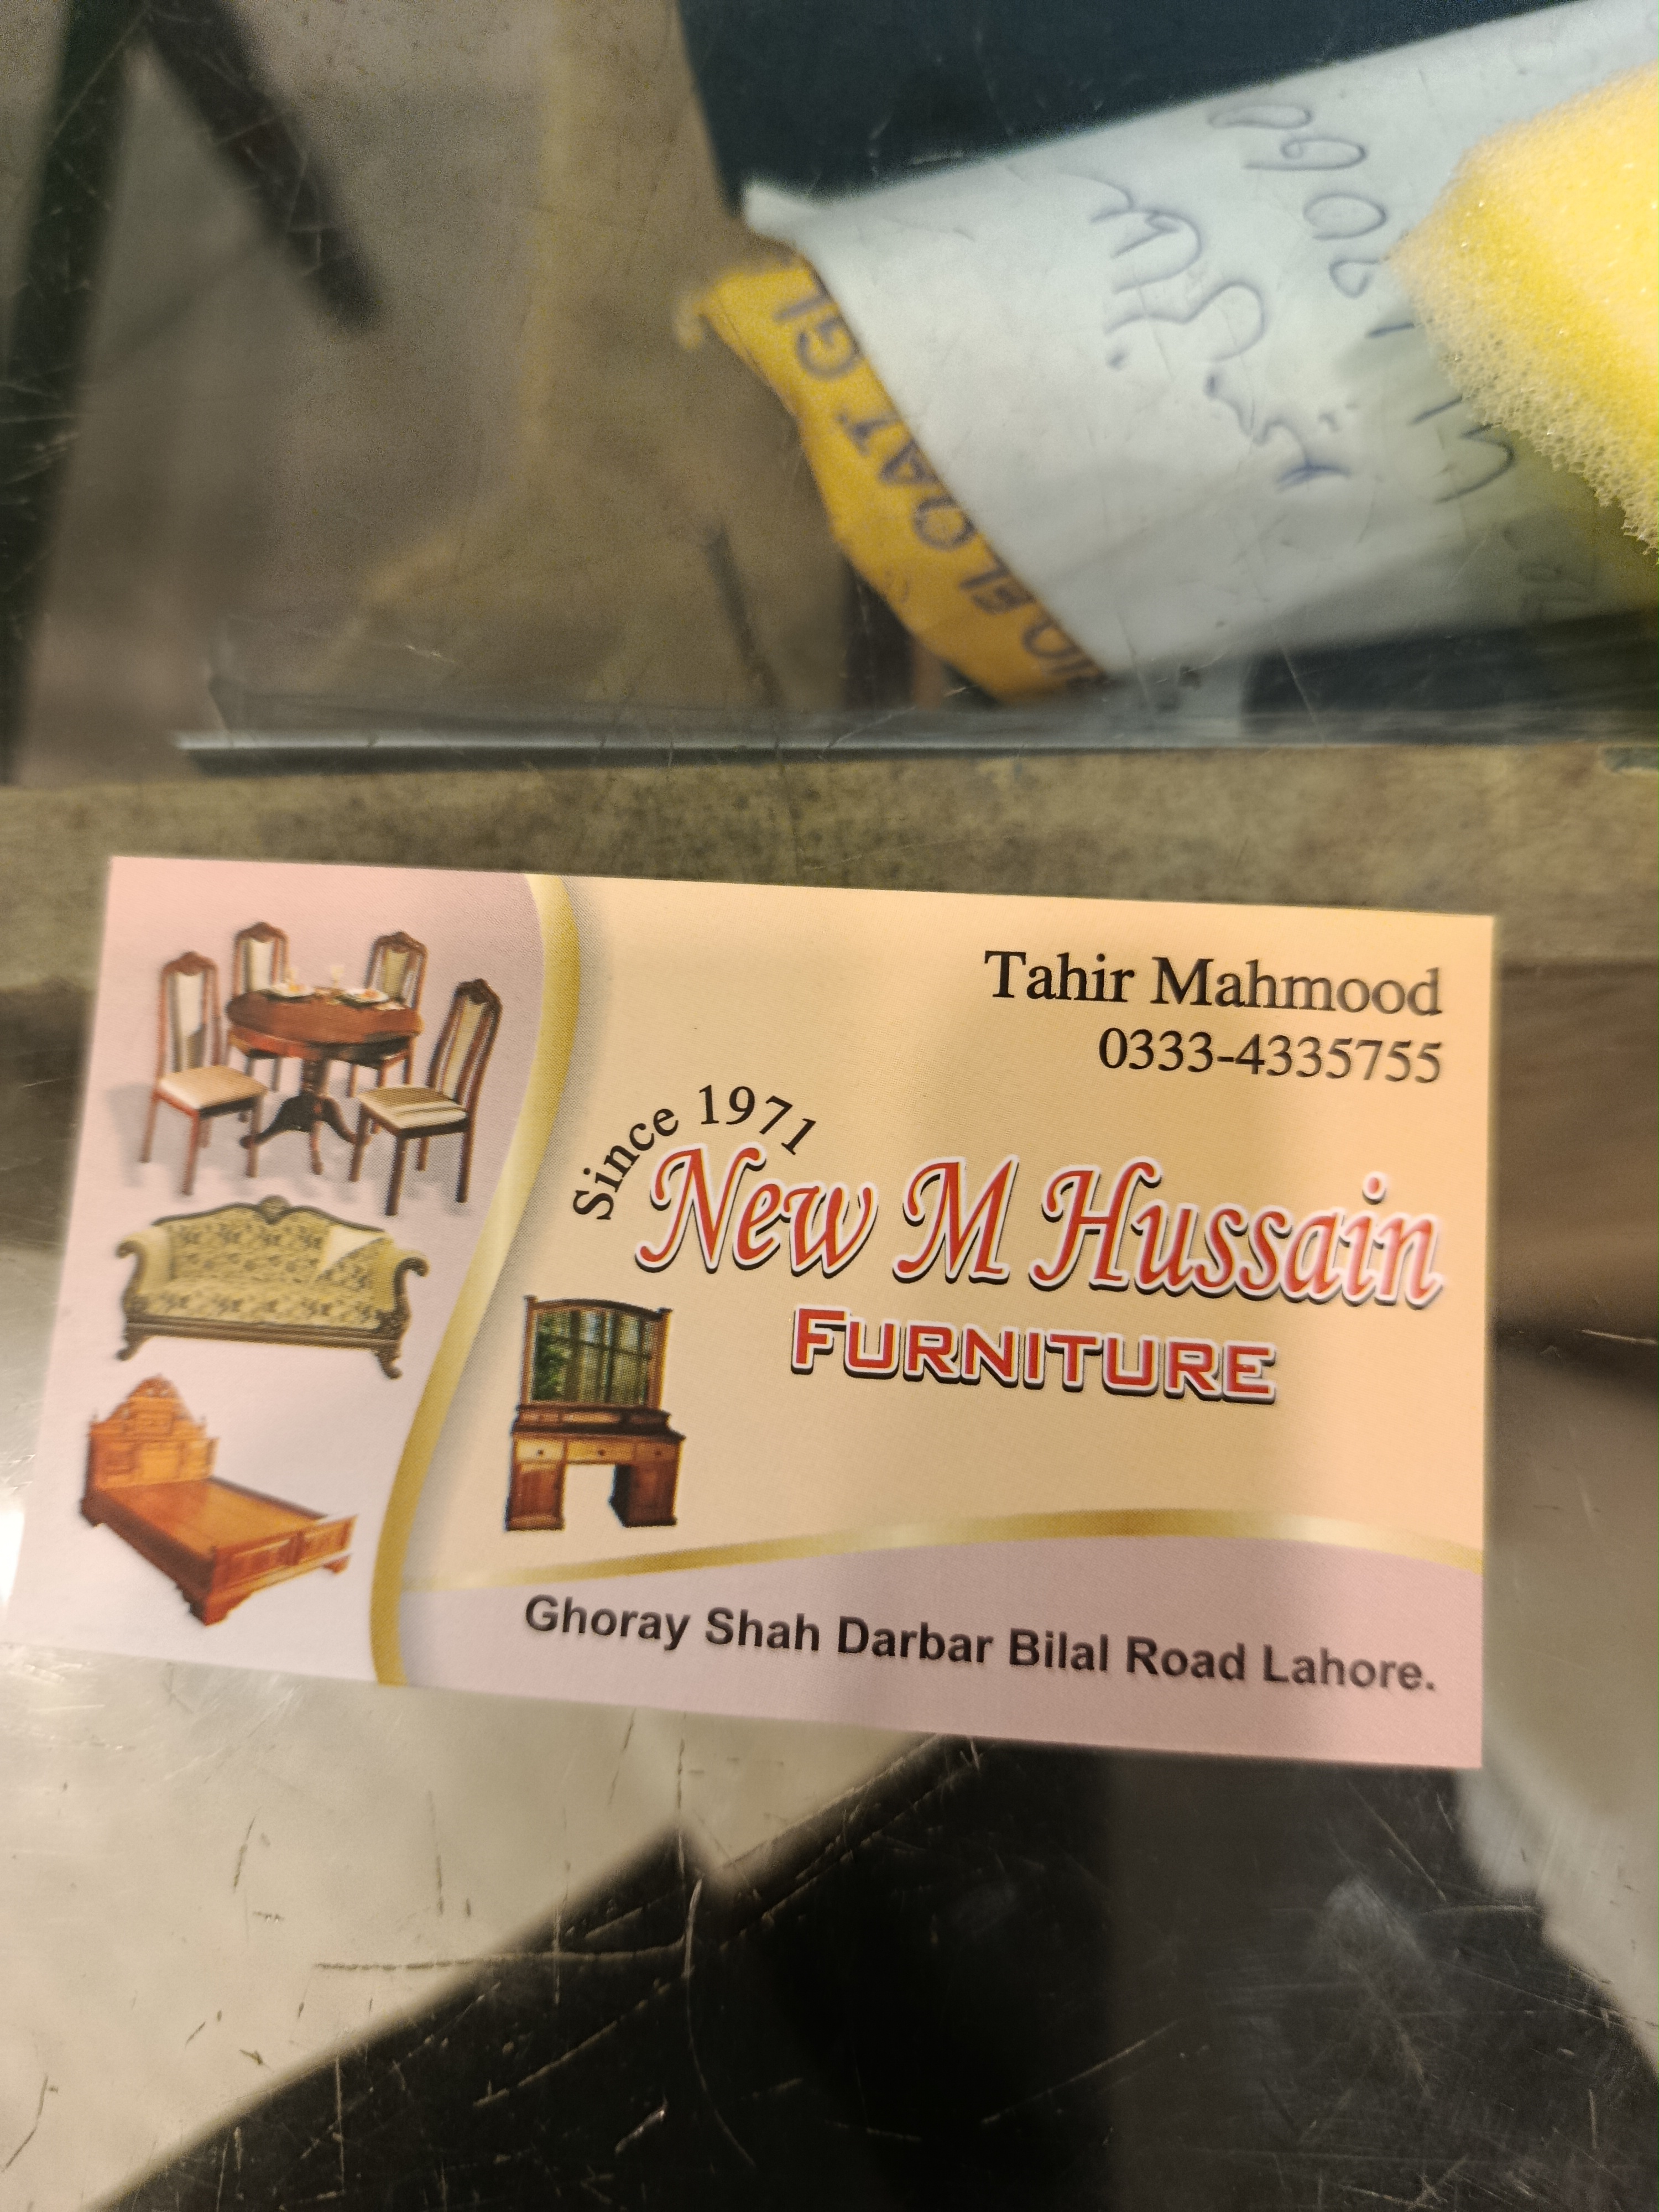 Tahir Mahmood
0333-4335755
Since 1971
New M Hussain
FURNITURE
Ghoray Shah Darbar Bilal Road Lahore.